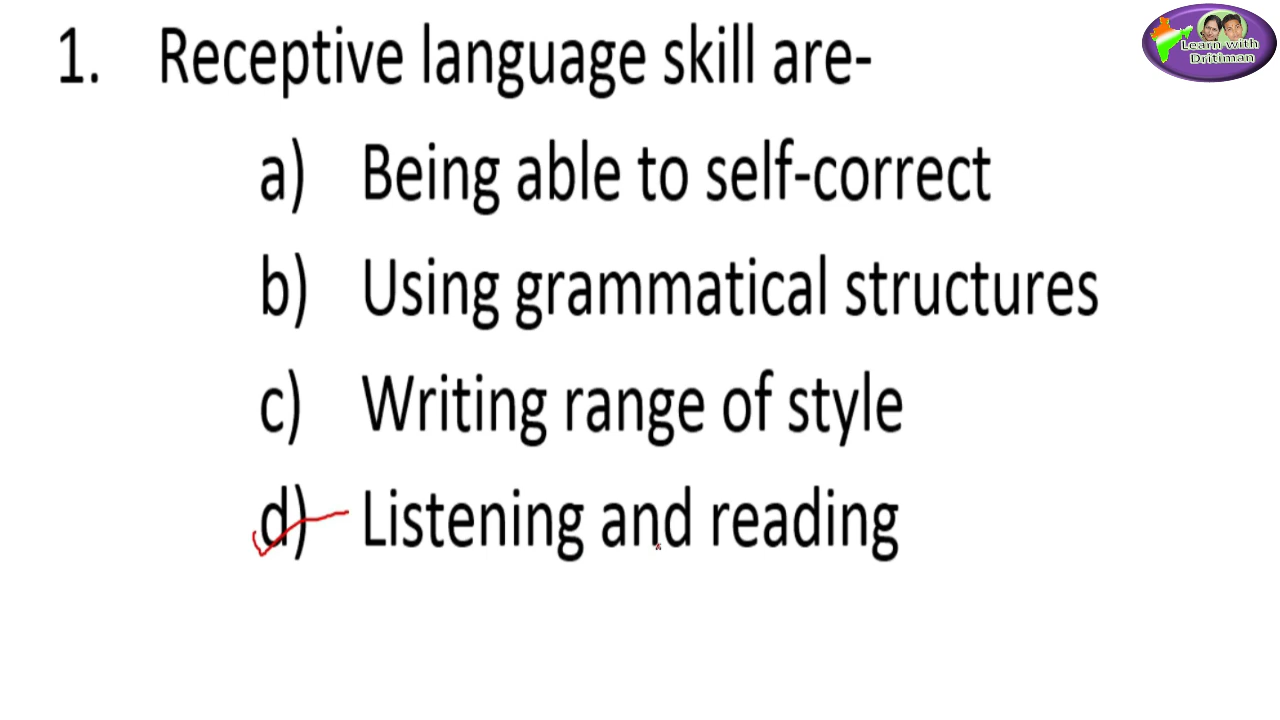 Learn with
Dritiman
1. Receptive language skill are-
a) Being able to self-correct
b) Using grammatical structures
c) Writing range of style
d) Listening and reading